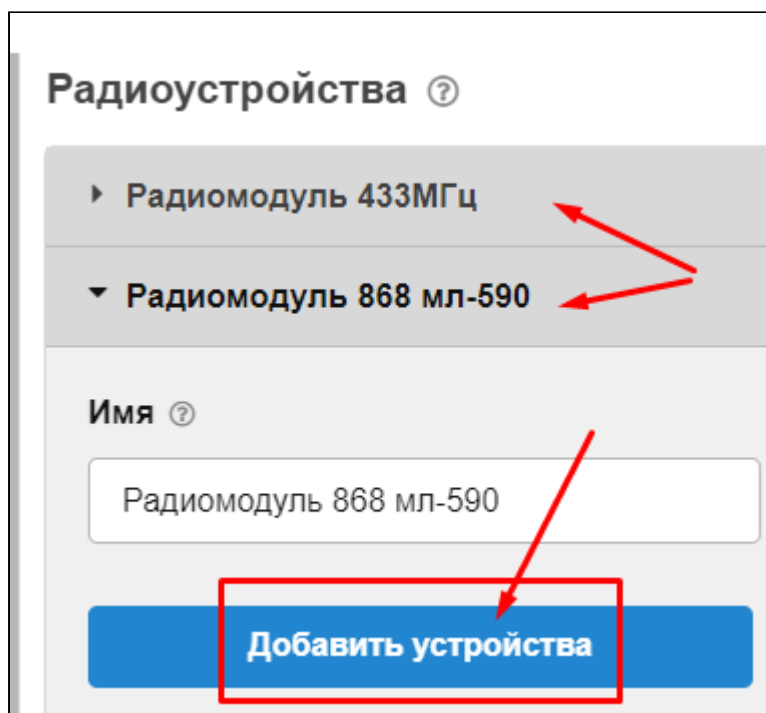 Радиоустройства ?
Радиомодуль 433МГц
Радиомодуль 868 мл-590
Имя ?
Радиомодуль 868 мл-590
Добавить устройства